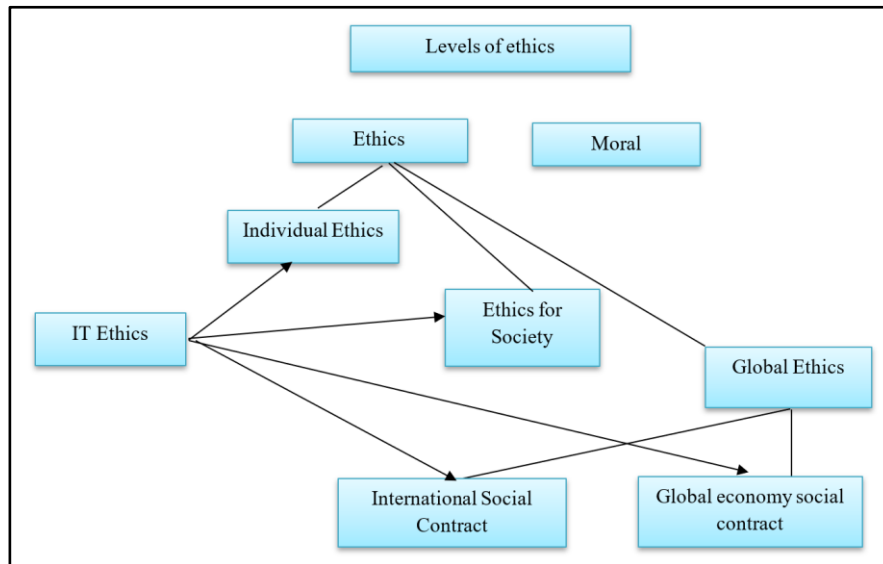 Levels of ethics
Ethics
Moral
Individual Ethics
IT Ethics
Ethics for
Society
Global Ethics
International Social
Contract
Global economy social
contract